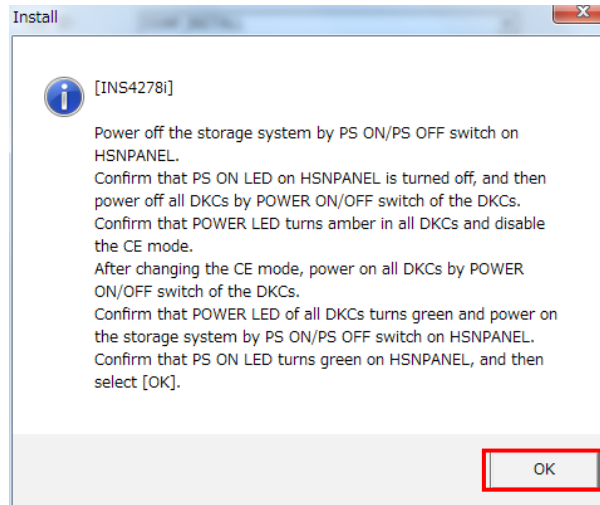 Install
[INS4278i]
Power off the storage system by PS ON/PS OFF switch on
HSNPANEL.
Confirm that PS ON LED on HSNPANEL is turned off, and then
power off all DKCs by POWER ON/OFF switch of the DKCs.
Confirm that POWER LED turns amber in all DKCs and disable
the CE mode.
After changing the CE mode, power on all DKCs by POWER
ON/OFF switch of the DKCs.
Confirm that POWER LED of all DKCs turns green and power on
the storage system by PS ON/PS OFF switch on HSNPANEL.
Confirm that PS ON LED turns green on HSNPANEL, and then
select [OK].
OK